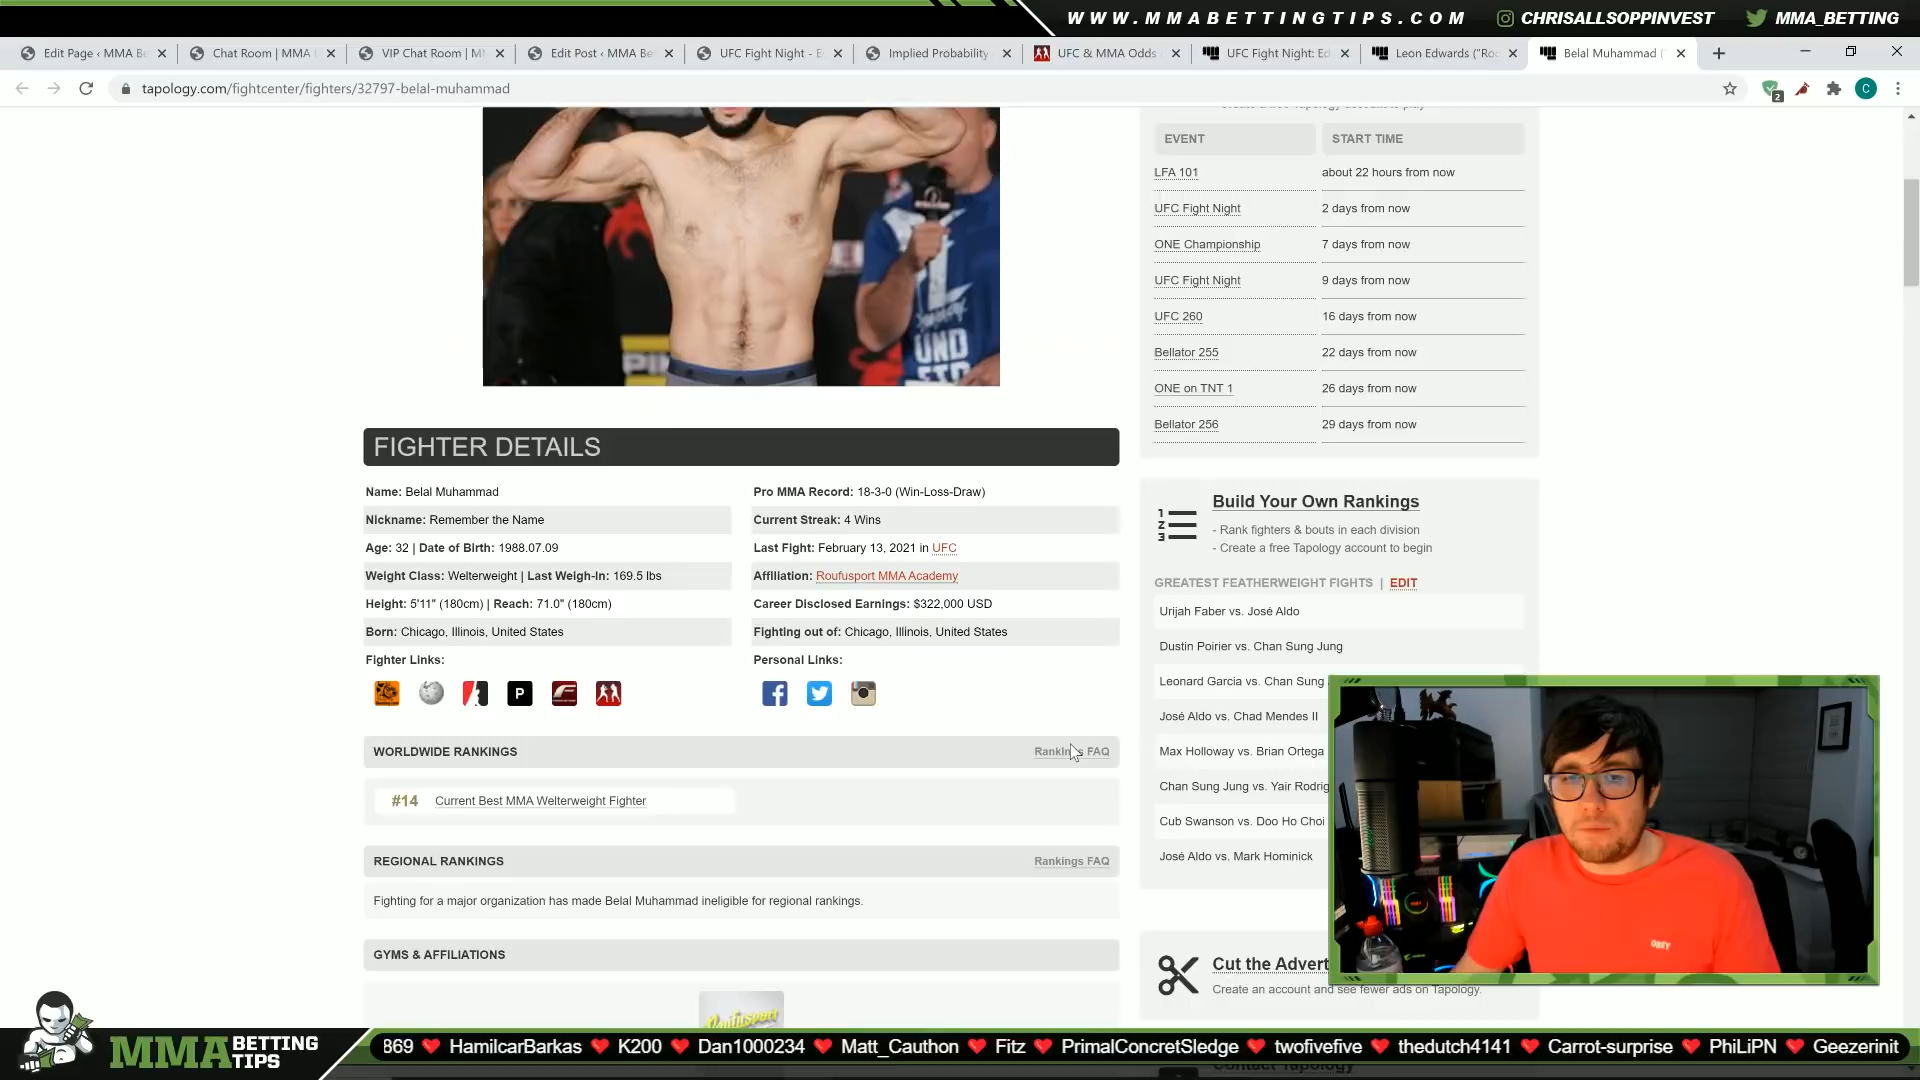 WWW.MMABETTINGTIPS.COM CHRISALLSOPPINVEST MMA_BETTING
Edit Page ‹ MMA Be Chat Room | MMA VIP Chat Room | M Edit Post ‹ MMA Be UFC Fight Night - E Implied Probability UFC & MMA Odds UFC Fight Night: Ed Leon Edwards ("Roc Belal Muhammad (
tapology.com/fightcenter/fighters/32797-belal-muhammad
2
C
EVENT START TIME
LFA 101 about 22 hours from now
UFC Fight Night 2 days from now
ONE Championship 7 days from now
UFC Fight Night 9 days from now
UFC 260 16 days from now
Bellator 255 22 days from now
ONE on TNT 1 26 days from now
Bellator 256 29 days from now
UND
FIGHTER DETAILS
Name: Belal Muhammad
Nickname: Remember the Name
Age: 32 | Date of Birth: 1988.07.09
Weight Class: Welterweight | Last Weigh-In: 169.5 lbs
Height: 5'11" (180cm) | Reach: 71.0" (180cm)
Born: Chicago, Illinois, United States
Fighter Links:
P
Pro MMA Record: 18-3-0 (Win-Loss-Draw)
Current Streak: 4 Wins
Last Fight: February 13, 2021 in UFC
Affiliation: Roufusport MMA Academy
Career Disclosed Earnings: $322,000 USD
Fighting out of: Chicago, Illinois, United States
Personal Links:
WORLDWIDE RANKINGS Rankings FAQ
#14 Current Best MMA Welterweight Fighter
REGIONAL RANKINGS Rankings FAQ
Fighting for a major organization has made Belal Muhammad ineligible for regional rankings.
GYMS & AFFILIATIONS
Roufusport
1
2
3
Build Your Own Rankings
- Rank fighters & bouts in each division
- Create a free Tapology account to begin
GREATEST FEATHERWEIGHT FIGHTS | EDIT
Urijah Faber vs. José Aldo
Dustin Poirier vs. Chan Sung Jung
Leonard Garcia vs. Chan Sung
José Aldo vs. Chad Mendes II
Max Holloway vs. Brian Ortega
Chan Sung Jung vs. Yair Rodrig
Cub Swanson vs. Doo Ho Choi
José Aldo vs. Mark Hominick
OBEY
Cut the Advert
Create an account and see fewer ads on Tapology.
MMA BETTING TIPS
869 HamilcarBarkas K200 Dan1000234 Matt_Cauthon Fitz PrimalConcretSledge twofivefive thedutch4141 Carrot-surprise PhiLiPN Geezerinit